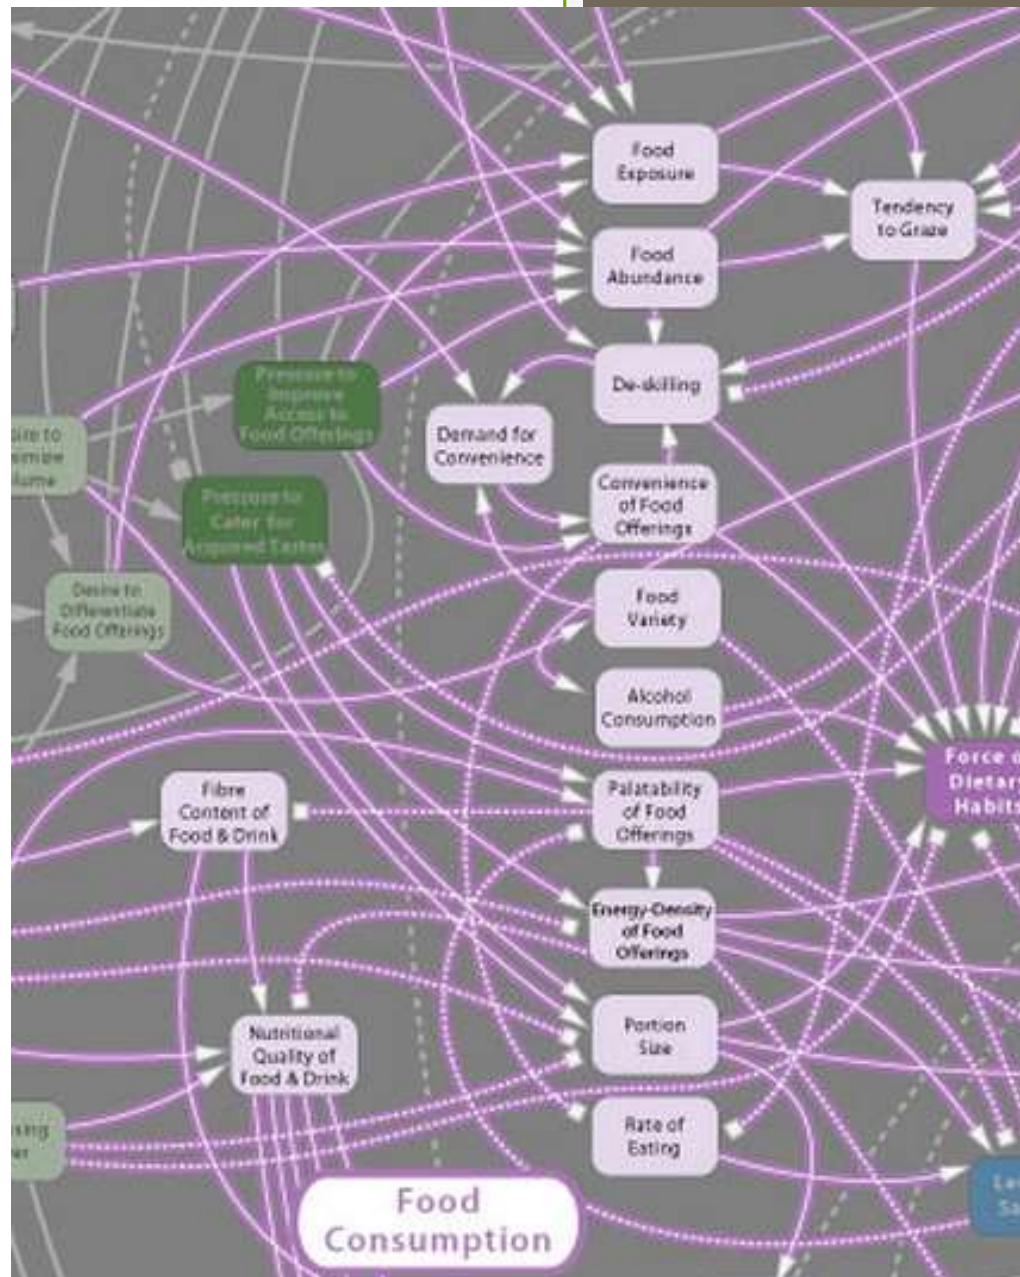 Food
Exposure
Tendency
to Graze
Food
Abundance
De-skilling
Pressure to
Improve
Access to
Food Offerings
Demand for
Convenience
Convenience
of Food
Offerings
Pressure to
Cater for
Acquired Tastes
Desire to
Differentiate
Food Offerings
Food
Variety
Alcohol
Consumption
Force
Dietary
Habits
Fibre
Content of
Food & Drink
Palatability
of Food
Offerings
Energy-Density
of Food
Offerings
Nutritional
Quality of
Food & Drink
Portion
Size
Rate of
Eating
Food
Consumption